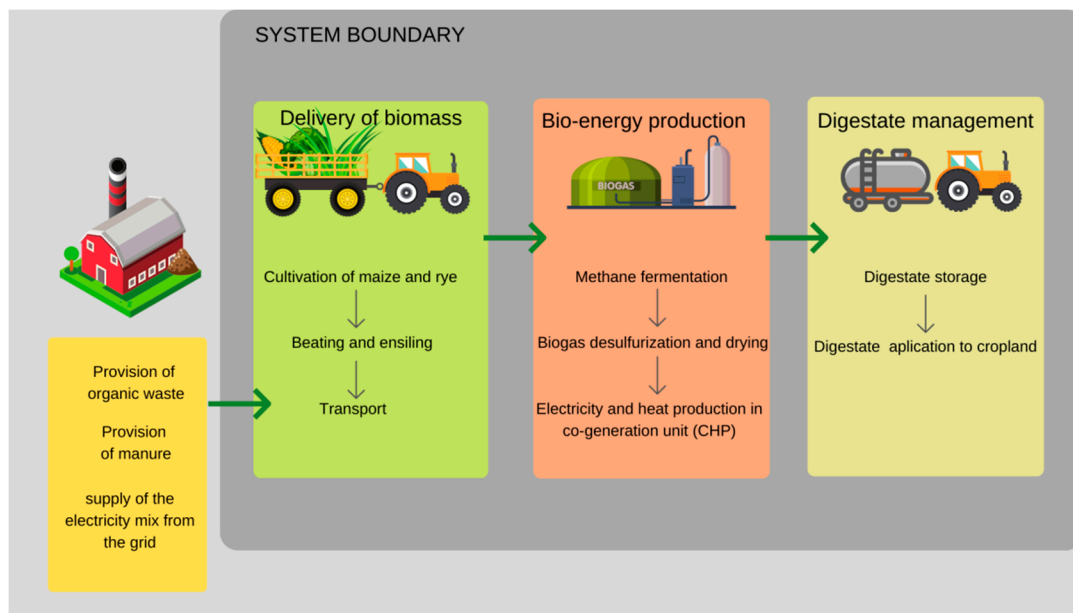 SYSTEM BOUNDARY
Delivery of biomass
Cultivation of maize and rye
Beating and ensiling
Transport
Bio-energy production
BIOGAS
Methane fermentation
Biogas desulfurization and drying
Electricity and heat production in
co-generation unit (CHP)
Digestate management
Digestate storage
Digestate aplication to cropland
Provision of
organic waste
Provision
of manure
supply of the
electricity mix from
the grid